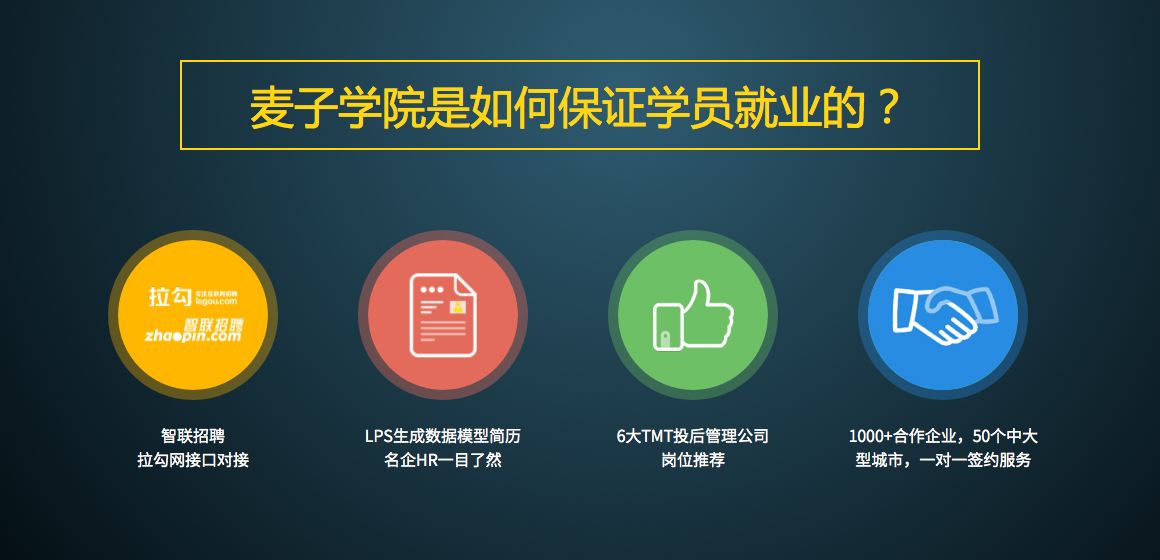 麦子学院是如何保证学员就业的？
拉勾 专注互联网招聘
lagou.com
智联招聘
zhaopin.com
智联招聘
拉勾网接口对接
LPS生成数据模型简历
名企HR一目了然
6大TMT投后管理公司
岗位推荐
1000+合作企业，50个中大
型城市，一对一签约服务